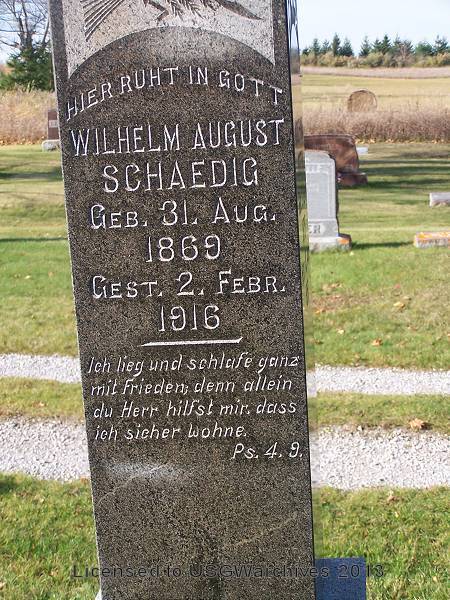 HIER RUHT IN GOTT
WILHELM AUGUST
SCHAEDIG
GEB. 31. AUG.
1869
GEST. 2. FEBR.
1916
Ich lieg und schlafe ganz
mit Frieden; denn allein
du Herr hilfst mir, dass
ich sicher wohne.
Ps. 4. 9.
Licensed to USGWarchives 2013